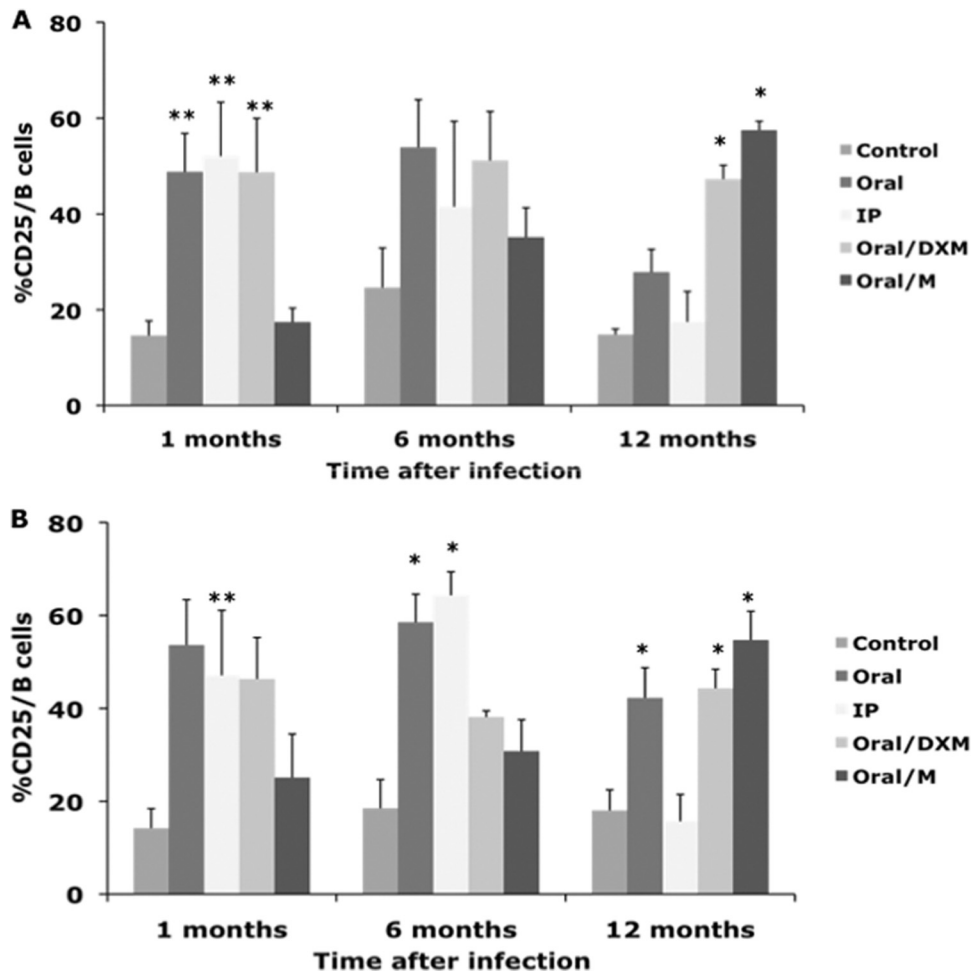 A
80
60
40
20
0
%CD25/B cells
** ** **
* *
1 months 6 months 12 months
Time after infection
Control
Oral
IP
Oral/DXM
Oral/M
B
80
60
40
20
0
%CD25/B cells
**
* *
* * *
1 months 6 months 12 months
Time after infection
Control
Oral
IP
Oral/DXM
Oral/M